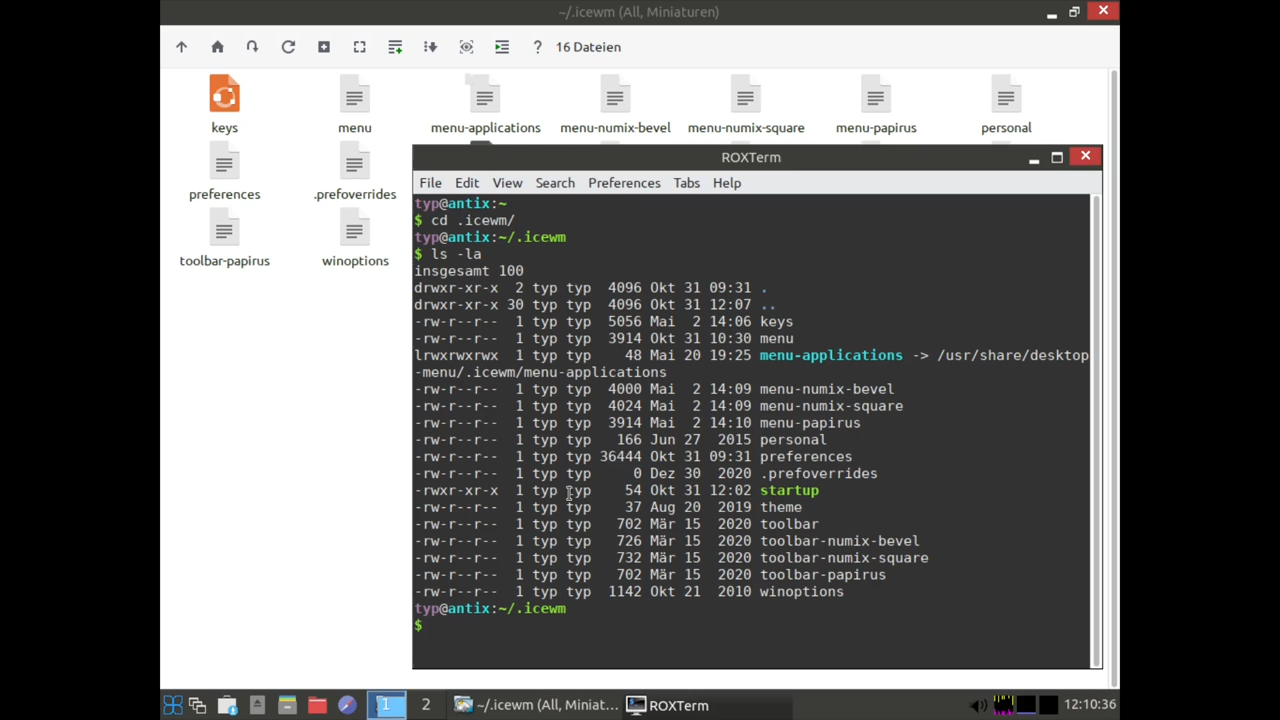 ~/.icewm (All, Miniaturen)
? 16 Dateien
keys menu menu-applications menu-numix-bevel menu-numix-square menu-papirus personal
preferences .prefoverrides
toolbar-papirus winoptions
ROXTerm
File Edit View Search Preferences Tabs Help
typ@antix:~
$ cd .icewm/
typ@antix:~/.icewm
$ ls -la
insgesamt 100
drwxr-xr-x 2 typ typ 4096 Okt 31 09:31 .
drwxr-xr-x 30 typ typ 4096 Okt 31 12:07 ..
-rw-r--r-- 1 typ typ 5056 Mai 2 14:06 keys
-rw-r--r-- 1 typ typ 3914 Okt 31 10:30 menu
lrwxrwxrwx 1 typ typ 48 Mai 20 19:25 menu-applications -> /usr/share/desktop
-menu/.icewm/menu-applications
-rw-r--r-- 1 typ typ 4000 Mai 2 14:09 menu-numix-bevel
-rw-r--r-- 1 typ typ 4024 Mai 2 14:09 menu-numix-square
-rw-r--r-- 1 typ typ 3914 Mai 2 14:10 menu-papirus
-rw-r--r-- 1 typ typ 166 Jun 27 2015 personal
-rw-r--r-- 1 typ typ 36444 Okt 31 09:31 preferences
-rw-r--r-- 1 typ typ 0 Dez 30 2020 .prefoverrides
-rwxr-xr-x 1 typ typ 54 Okt 31 12:02 startup
-rw-r--r-- 1 typ typ 37 Aug 20 2019 theme
-rw-r--r-- 1 typ typ 702 Mär 15 2020 toolbar
-rw-r--r-- 1 typ typ 726 Mär 15 2020 toolbar-numix-bevel
-rw-r--r-- 1 typ typ 732 Mär 15 2020 toolbar-numix-square
-rw-r--r-- 1 typ typ 702 Mär 15 2020 toolbar-papirus
-rw-r--r-- 1 typ typ 1142 Okt 21 2010 winoptions
typ@antix:~/.icewm
$
1 2 ~/.icewm (All, Miniat... ROXTerm 12:10:36